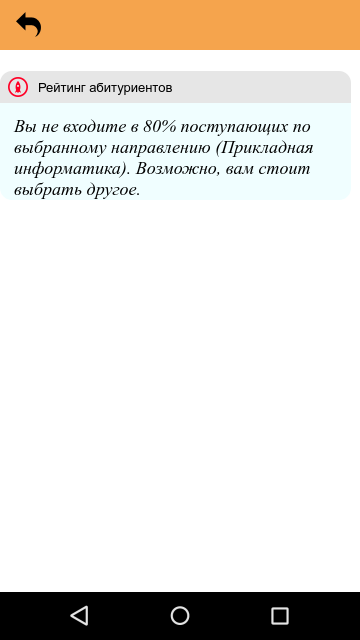 Рейтинг абитуриентов
Вы не входите в 80% поступающих по
выбранному направлению (Прикладная
информатика). Возможно, вам стоит
выбрать другое.